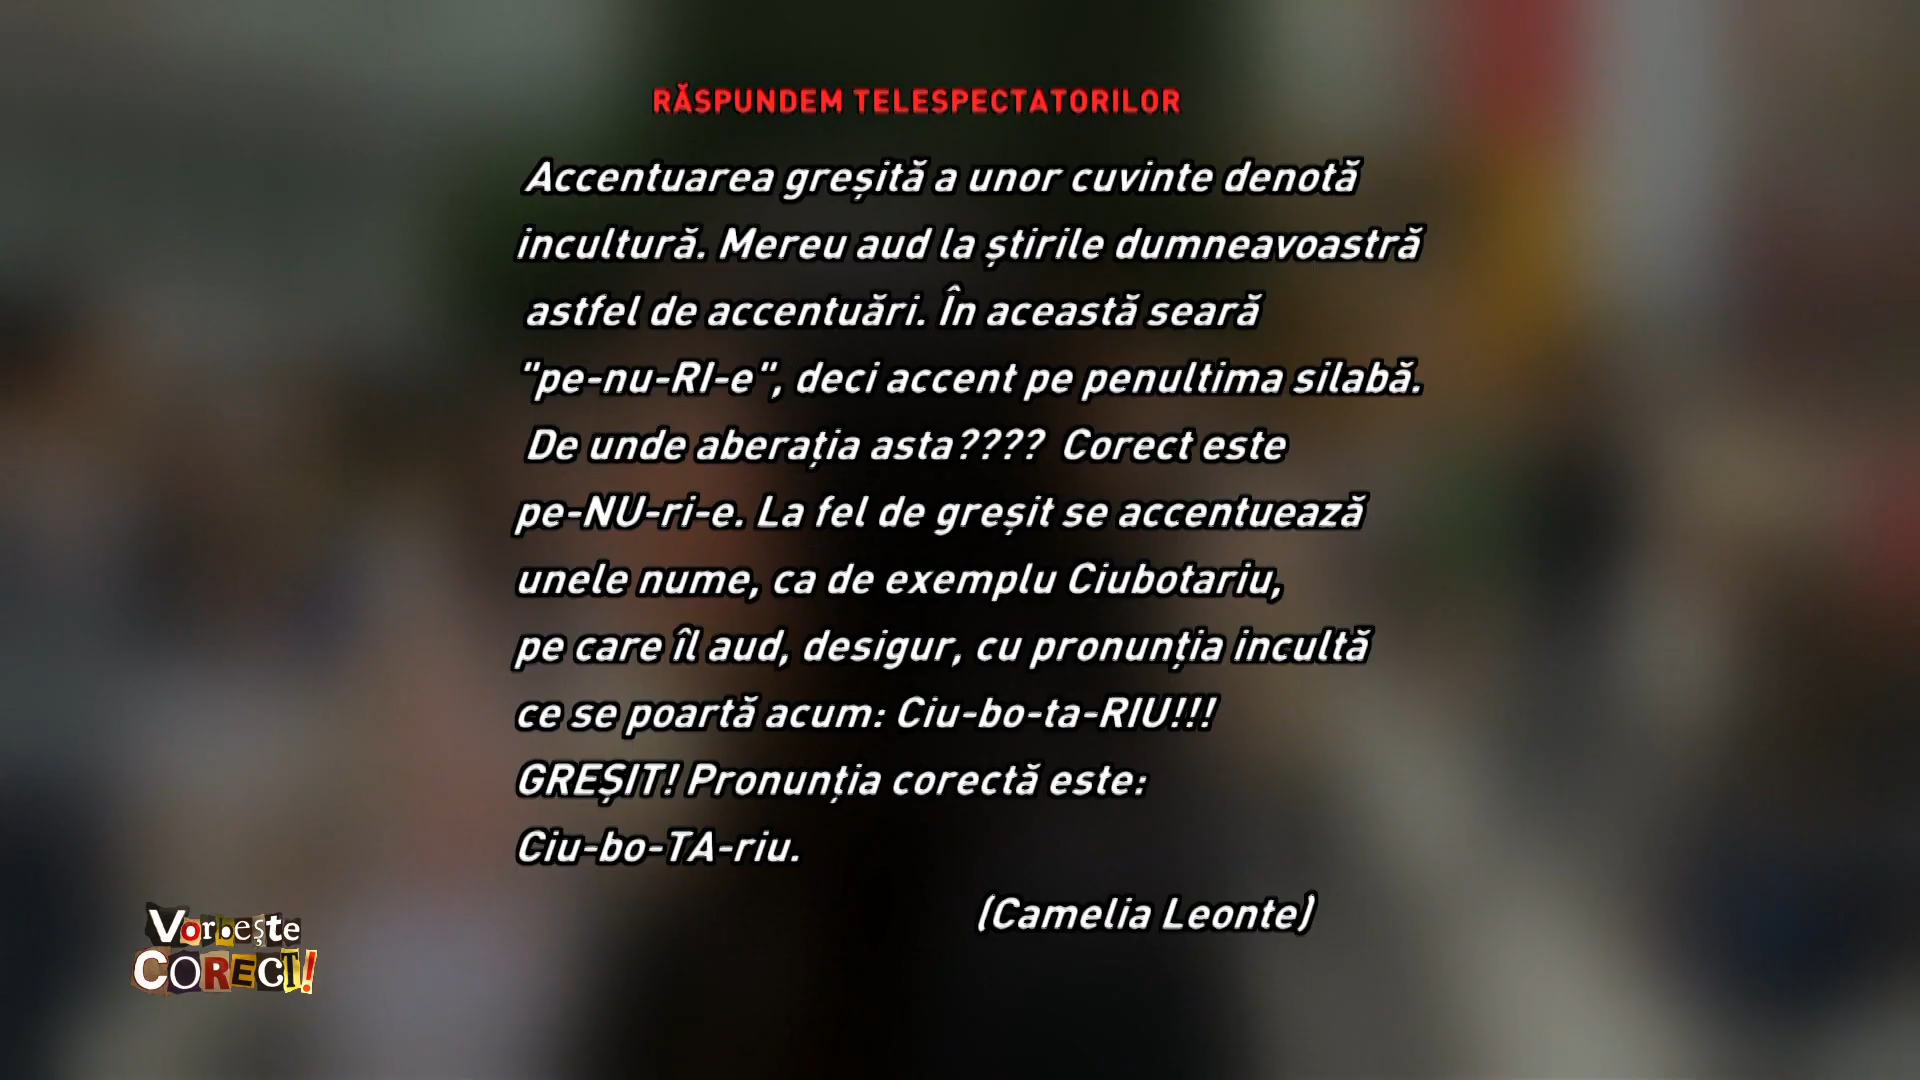 RĂSPUNDEM TELESPECTATORILOR
Accentuarea greșită a unor cuvinte denotă
incultură. Mereu aud la știrile dumneavoastră
astfel de accentuări. În această seară
"pe-nu-RI-e", deci accent pe penultima silabă.
De unde aberația asta???? Corect este
pe-NU-ri-e. La fel de greșit se accentuează
unele nume, ca de exemplu Ciubotariu,
pe care îl aud, desigur, cu pronunția incultă
ce se poartă acum: Ciu-bo-ta-RIU!!!
GREȘIT! Pronunția corectă este:
Ciu-bo-TA-riu.
(Camelia Leonte)
Vorbește
CORECT!